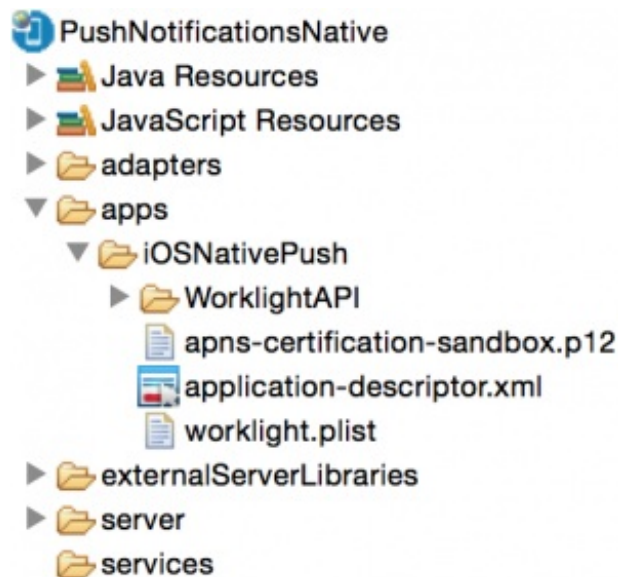 PushNotificationsNative
Java Resources
JavaScript Resources
adapters
apps
iOSNativePush
WorklightAPI
apns-certification-sandbox.p12
application-descriptor.xml
worklight.plist
externalServerLibraries
server
services